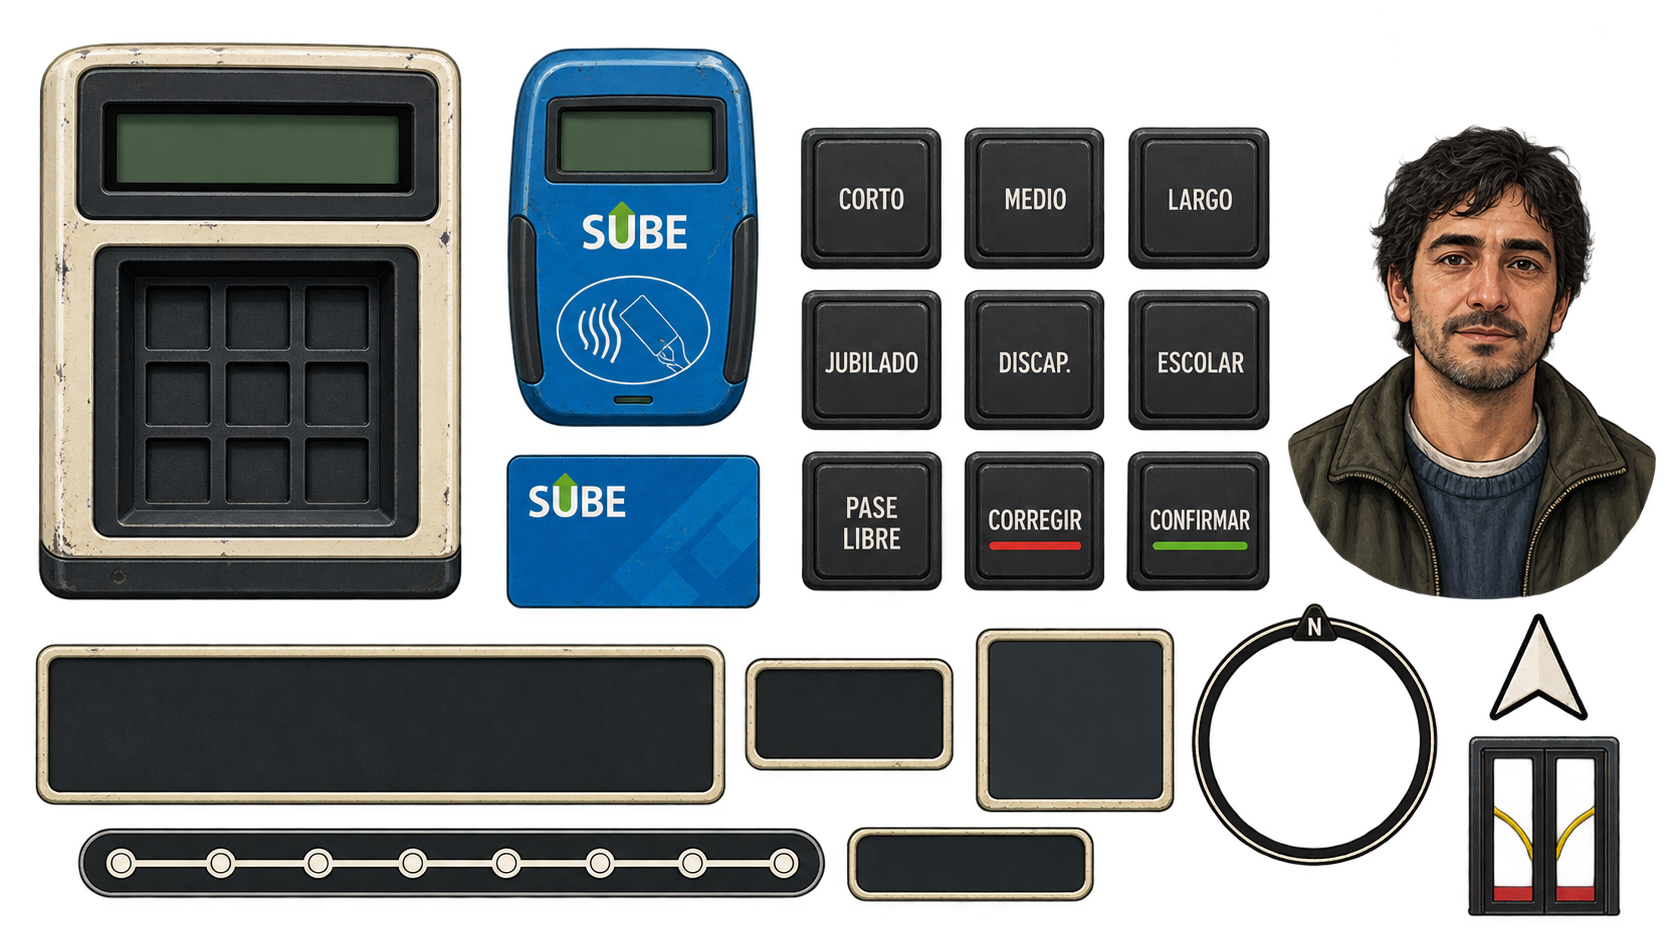 SUBE
CORTO
MEDIO
LARGO
JUBILADO
DISCAP.
ESCOLAR
SUBE
PASE
LIBRE
CORREGIR
CONFIRMAR
N